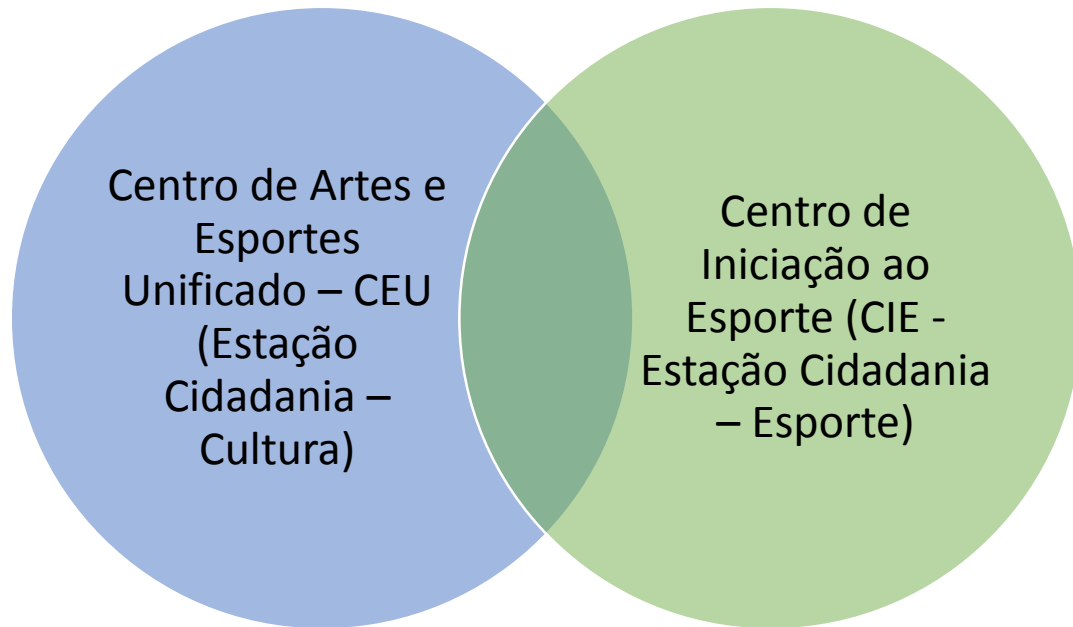 Centro de Artes e
Esportes
Unificado – CEU
(Estação
Cidadania –
Cultura)
Centro de
Iniciação ao
Esporte (CIE -
Estação Cidadania
– Esporte)